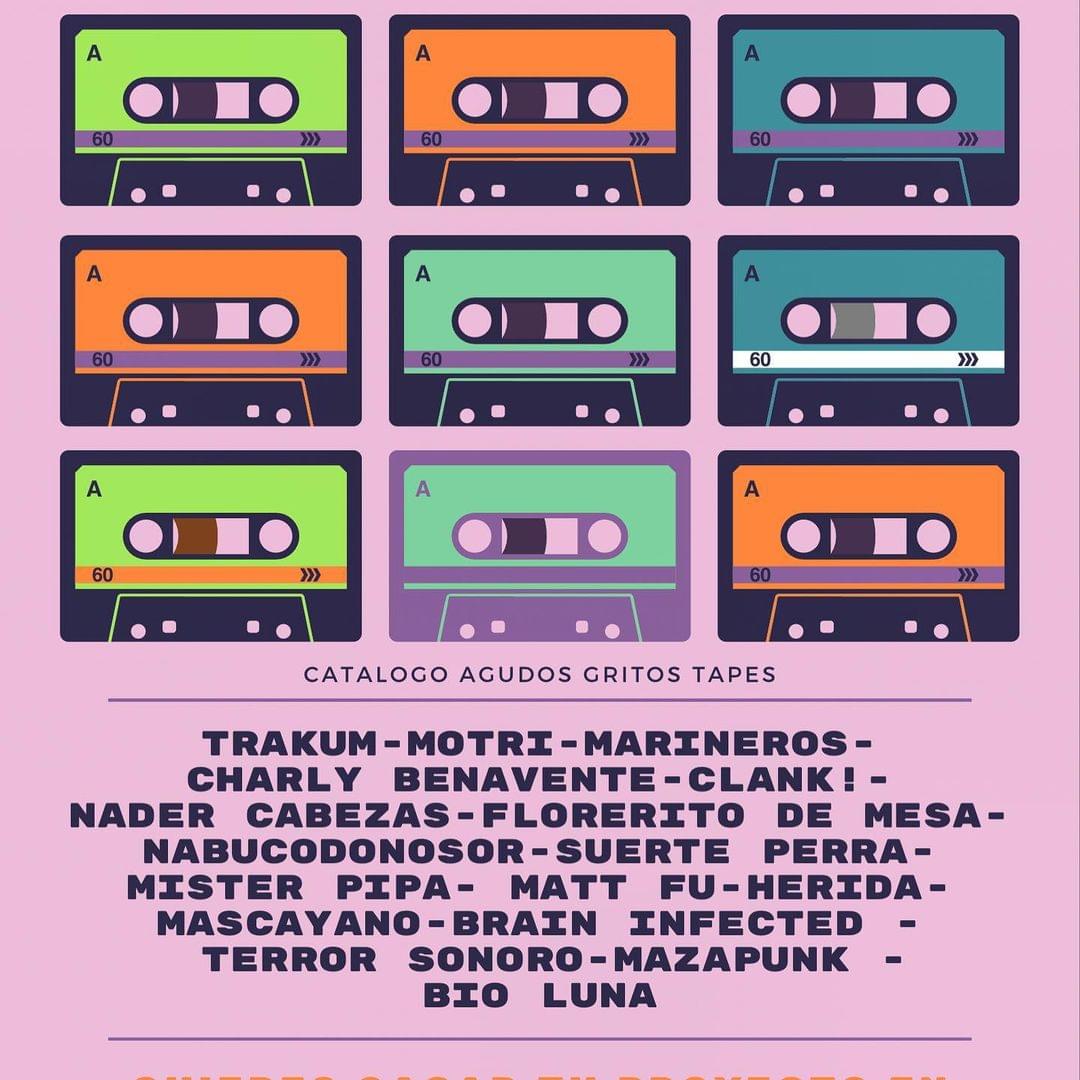 A A A
60 ››› 60 ››› 60 ›››
A A A
60 ››› 60 ››› 60 ›››
A A A
60 ››› 60 ›››
CATALOGO AGUDOS GRITOS TAPES
TRAKUM-MOTRI-MARINEROS-
CHARLY BENAVENTE-CLANK!-
NADER CABEZAS-FLORERITO DE MESA-
NABUCODONOSOR-SUERTE PERRA-
MISTER PIPA- MATT FU-HERIDA-
MASCAYANO-BRAIN INFECTED -
TERROR SONORO-MAZAPUNK -
BIO LUNA